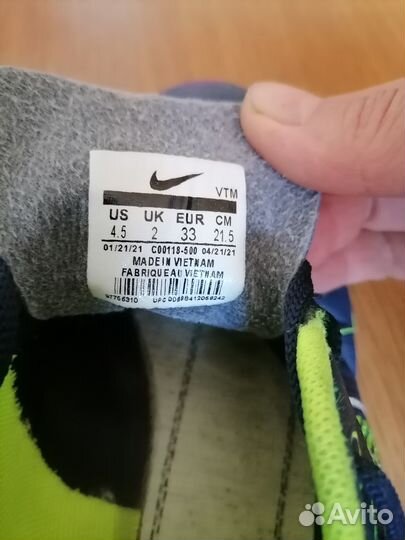 VTM
US UK EUR CM
4.5 2 33 21.5
01/21/21 C00118-500 04/21/21
MADE IN VIETNAM
FABRIQUE AU VIETNAM
Avito